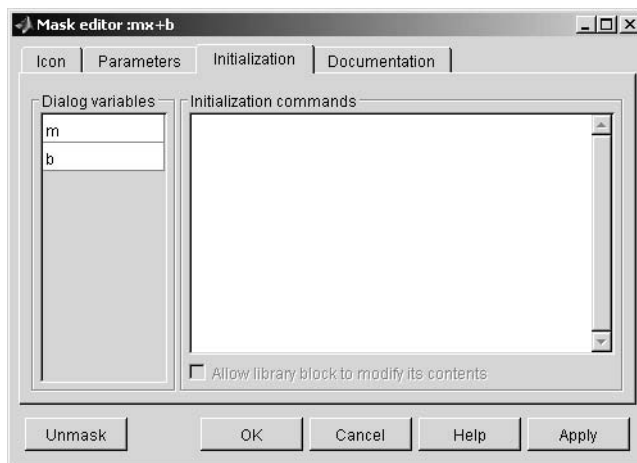 Mask editor :mx+b
Icon Parameters Initialization Documentation
Dialog variables
m
b
Initialization commands
Allow library block to modify its contents
Unmask OK Cancel Help Apply